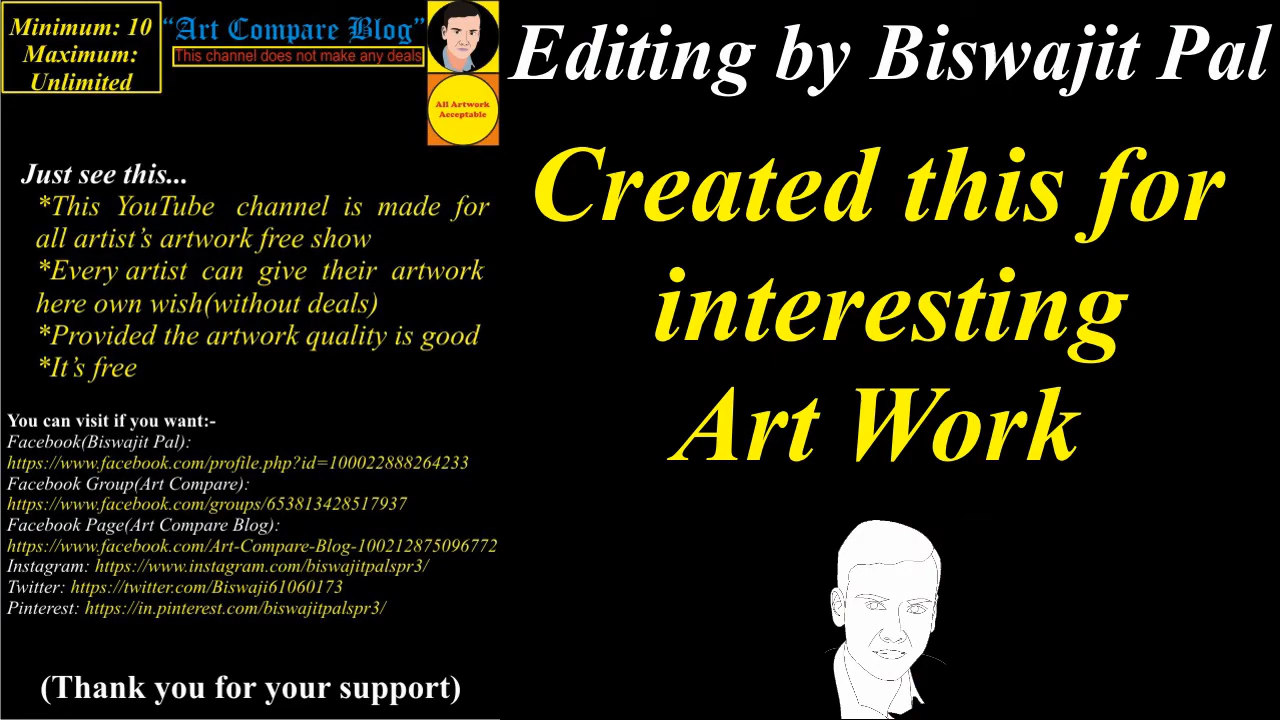 Minimum: 10
Maximum:
Unlimited
“Art Compare Blog”
This channel does not make any deals
All Artwork
Acceptable
Just see this...
*This YouTube channel is made for
all artist’s artwork free show
*Every artist can give their artwork
here own wish(without deals)
*Provided the artwork quality is good
*It’s free
You can visit if you want:-
Facebook(Biswajit Pal):
https://www.facebook.com/profile.php?id=100022888264233
Facebook Group(Art Compare):
https://www.facebook.com/groups/653813428517937
Facebook Page(Art Compare Blog):
https://www.facebook.com/Art-Compare-Blog-100212875096772
Instagram: https://www.instagram.com/biswajitpalspr3/
Twitter: https://twitter.com/Biswaji61060173
Pinterest: https://in.pinterest.com/biswajitpalspr3/
(Thank you for your support)
Editing by Biswajit Pal
Created this for
interesting
Art Work